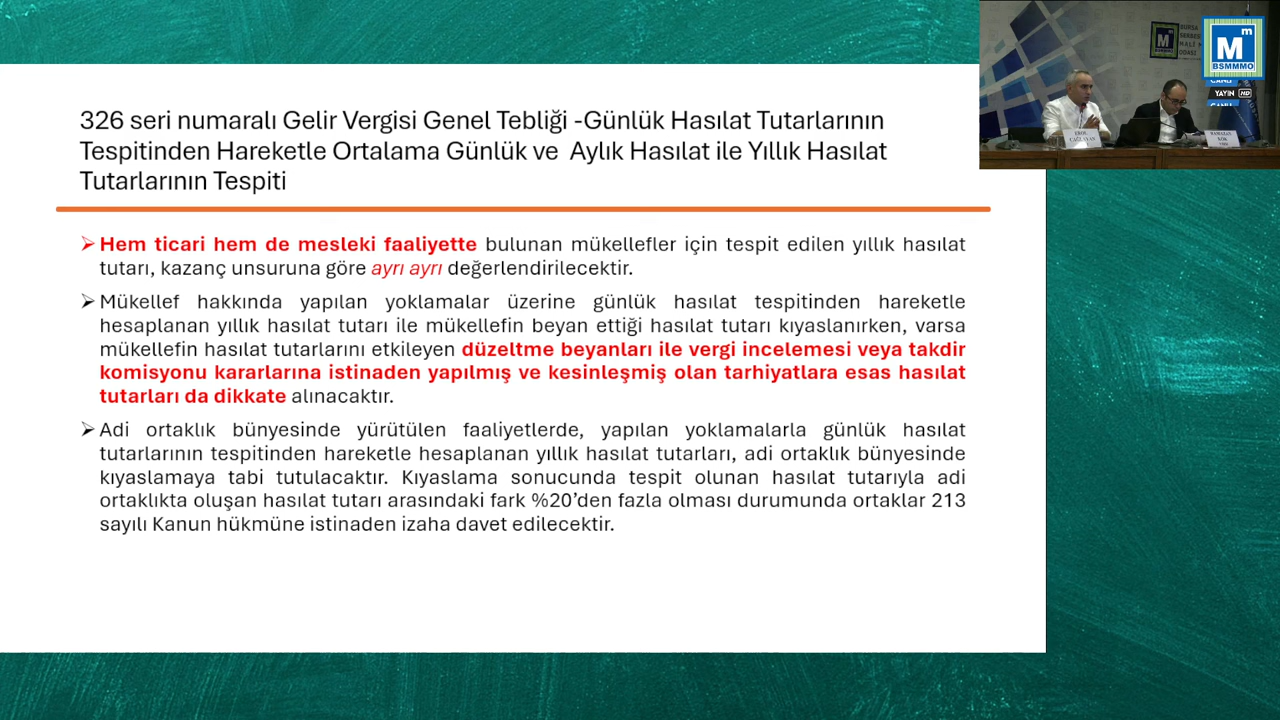 326 seri numaralı Gelir Vergisi Genel Tebliği -Günlük Hasılat Tutarlarının
Tespitinden Hareketle Ortalama Günlük ve Aylık Hasılat ile Yıllık Hasılat
Tutarlarının Tespiti
Hem ticari hem de mesleki faaliyette bulunan mükellefler için tespit edilen yıllık hasılat
tutarı, kazanç unsuruna göre ayrı ayrı değerlendirilecektir.
Mükellef hakkında yapılan yoklamalar üzerine günlük hasılat tespitinden hareketle
hesaplanan yıllık hasılat tutarı ile mükellefin beyan ettiği hasılat tutarı kıyaslanırken, varsa
mükellefin hasılat tutarlarını etkileyen düzeltme beyanları ile vergi incelemesi veya takdir
komisyonu kararlarına istinaden yapılmış ve kesinleşmiş olan tarhiyatlara esas hasılat
tutarları da dikkate alınacaktır.
Adi ortaklık bünyesinde yürütülen faaliyetlerde, yapılan yoklamalarla günlük hasılat
tutarlarının tespitinden hareketle hesaplanan yıllık hasılat tutarları, adi ortaklık bünyesinde
kıyaslamaya tabi tutulacaktır. Kıyaslama sonucunda tespit olunan hasılat tutarıyla adi
ortaklıkta oluşan hasılat tutarı arasındaki fark %20’den fazla olması durumunda ortaklar 213
sayılı Kanun hükmüne istinaden izaha davet edilecektir.
BURSA
SERBES
MALİ M
ODASI
M
BSMMMO
M m
BSMMMO
CANLI
YAYIN HD
CANLI